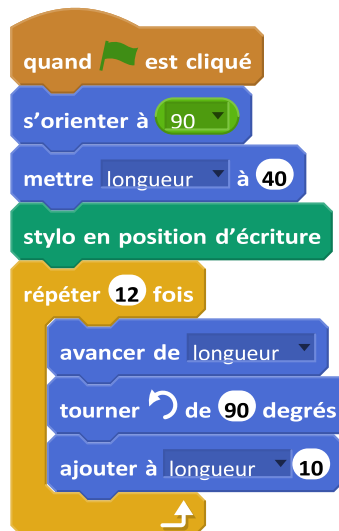 quand est cliqué
s'orienter à 90
mettre longueur à 40
stylo en position d'écriture
répéter 12 fois
avancer de longueur
tourner de 90 degrés
ajouter à longueur 10